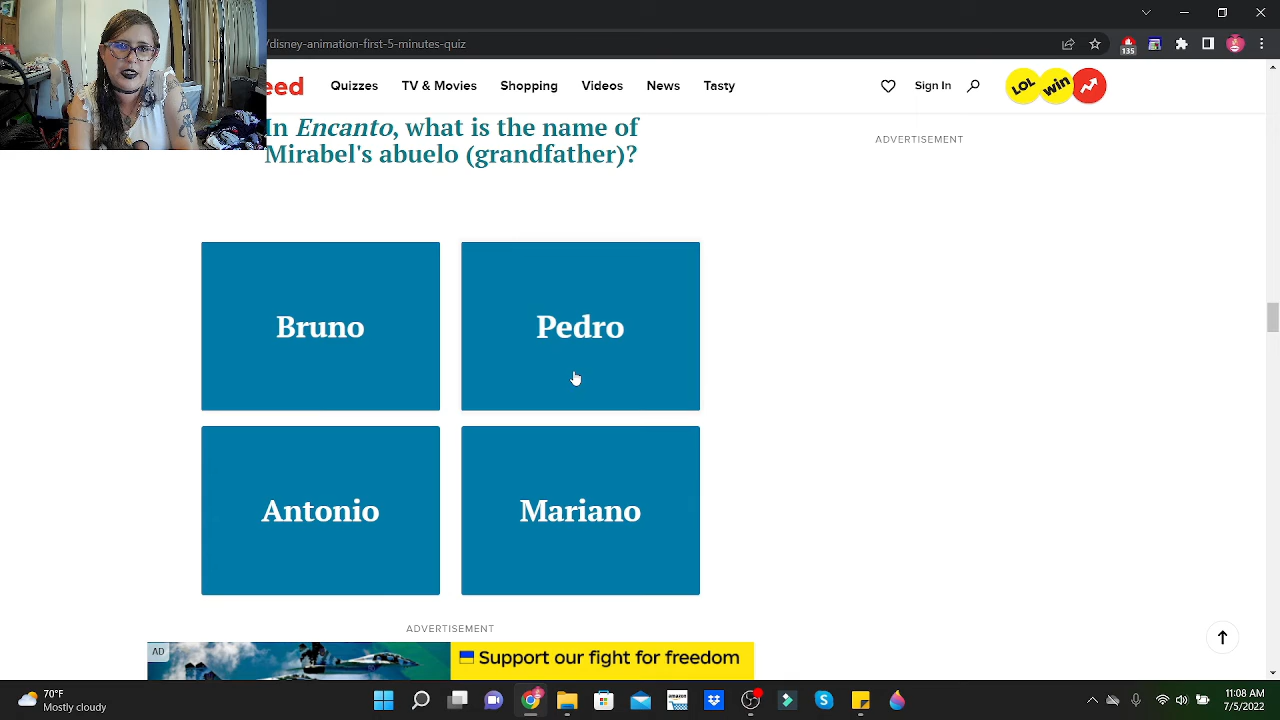 /disney-animation-first-5-minutes-quiz
135
eed Quizzes TV & Movies Shopping Videos News Tasty Sign In LOL win
In Encanto, what is the name of
Mirabel's abuelo (grandfather)?
ADVERTISEMENT
Bruno
Pedro
Antonio
Mariano
ADVERTISEMENT
AD
Support our fight for freedom
70°F
Mostly cloudy
11:08 AM
7/5/2022